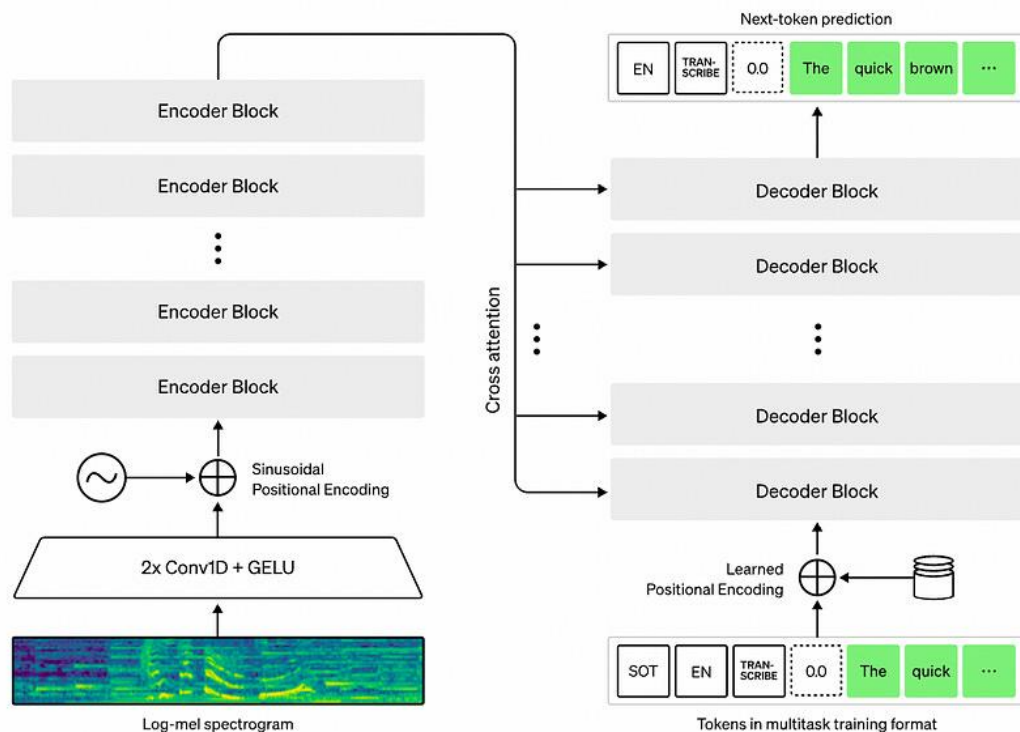 Next-token prediction
EN
TRAN-
SCRIBE
0.0
The
quick
brown
...
Encoder Block
Encoder Block
Encoder Block
Encoder Block
Cross attention
Decoder Block
Decoder Block
Decoder Block
Decoder Block
Sinusoidal
Positional Encoding
2x Conv1D + GELU
Log-mel spectrogram
Learned
Positional Encoding
SOT
EN
TRAN-
SCRIBE
0.0
The
quick
...
Tokens in multitask training format